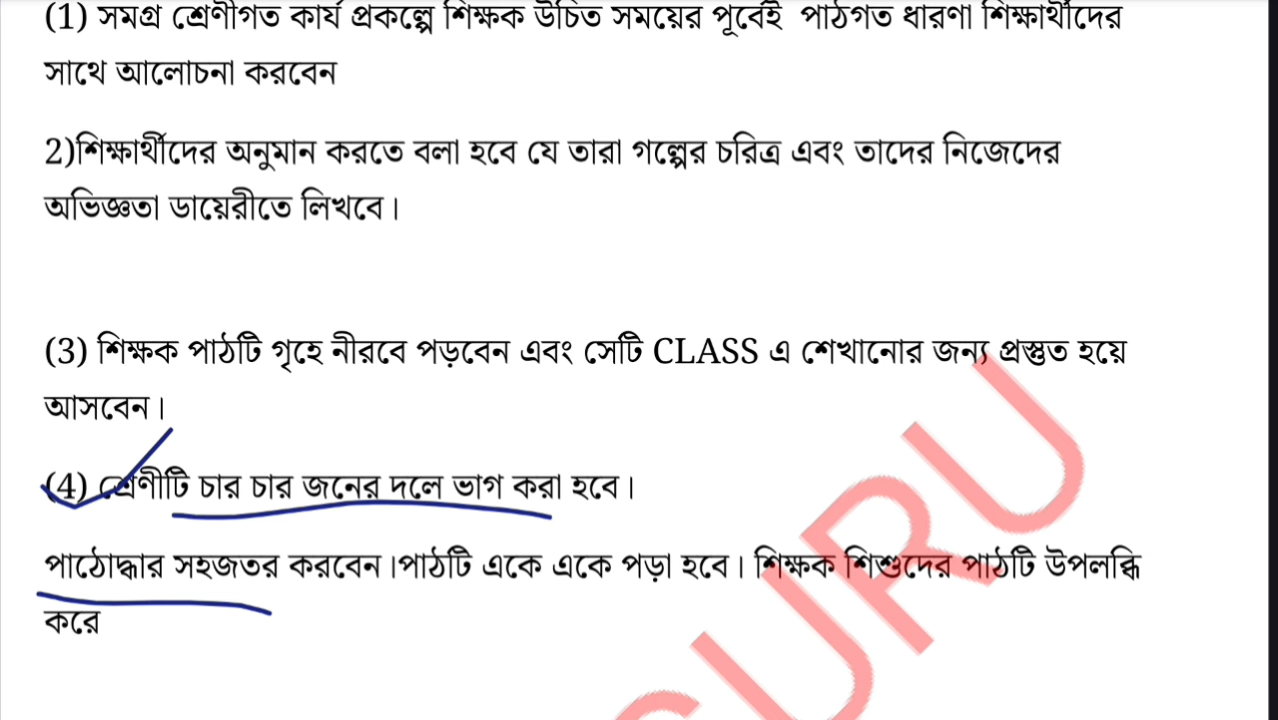 (1) সমগ্র শ্রেণীগত কার্য প্রকল্পে শিক্ষক উচিত সময়ের পূর্বেই পাঠগত ধারণা শিক্ষার্থীদের
সাথে আলোচনা করবেন
2)শিক্ষার্থীদের অনুমান করতে বলা হবে যে তারা গল্পের চরিত্র এবং তাদের নিজেদের
অভিজ্ঞতা ডায়েরীতে লিখবে।
(3) শিক্ষক পাঠটি গৃহে নীরবে পড়বেন এবং সেটি CLASS এ শেখানোর জন্য প্রস্তুত হয়ে
আসবেন।
(4) শ্রেণীটি চার চার জনের দলে ভাগ করা হবে।
পাঠোদ্ধার সহজতর করবেন।পাঠটি একে একে পড়া হবে। শিক্ষক শিশুদের পাঠটি উপলব্ধি
করে
GURU